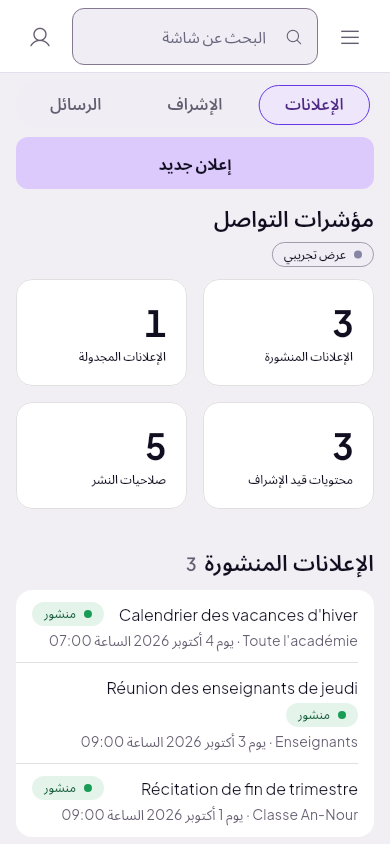 البحث عن شاشة
الإعلانات
الإشراف
الرسائل
إعلان جديد
مؤشرات التواصل
عرض تجريبي
3
الإعلانات المنشورة
1
الإعلانات المجدولة
3
محتويات قيد الإشراف
5
صلاحيات النشر
الإعلانات المنشورة 3
Calendrier des vacances d'hiver منشور
Toute l'académie · يوم 4 أكتوبر 2026 الساعة 07:00
Réunion des enseignants de jeudi
منشور
Enseignants · يوم 3 أكتوبر 2026 الساعة 09:00
Récitation de fin de trimestre منشور
Classe An-Nour · يوم 1 أكتوبر 2026 الساعة 09:00